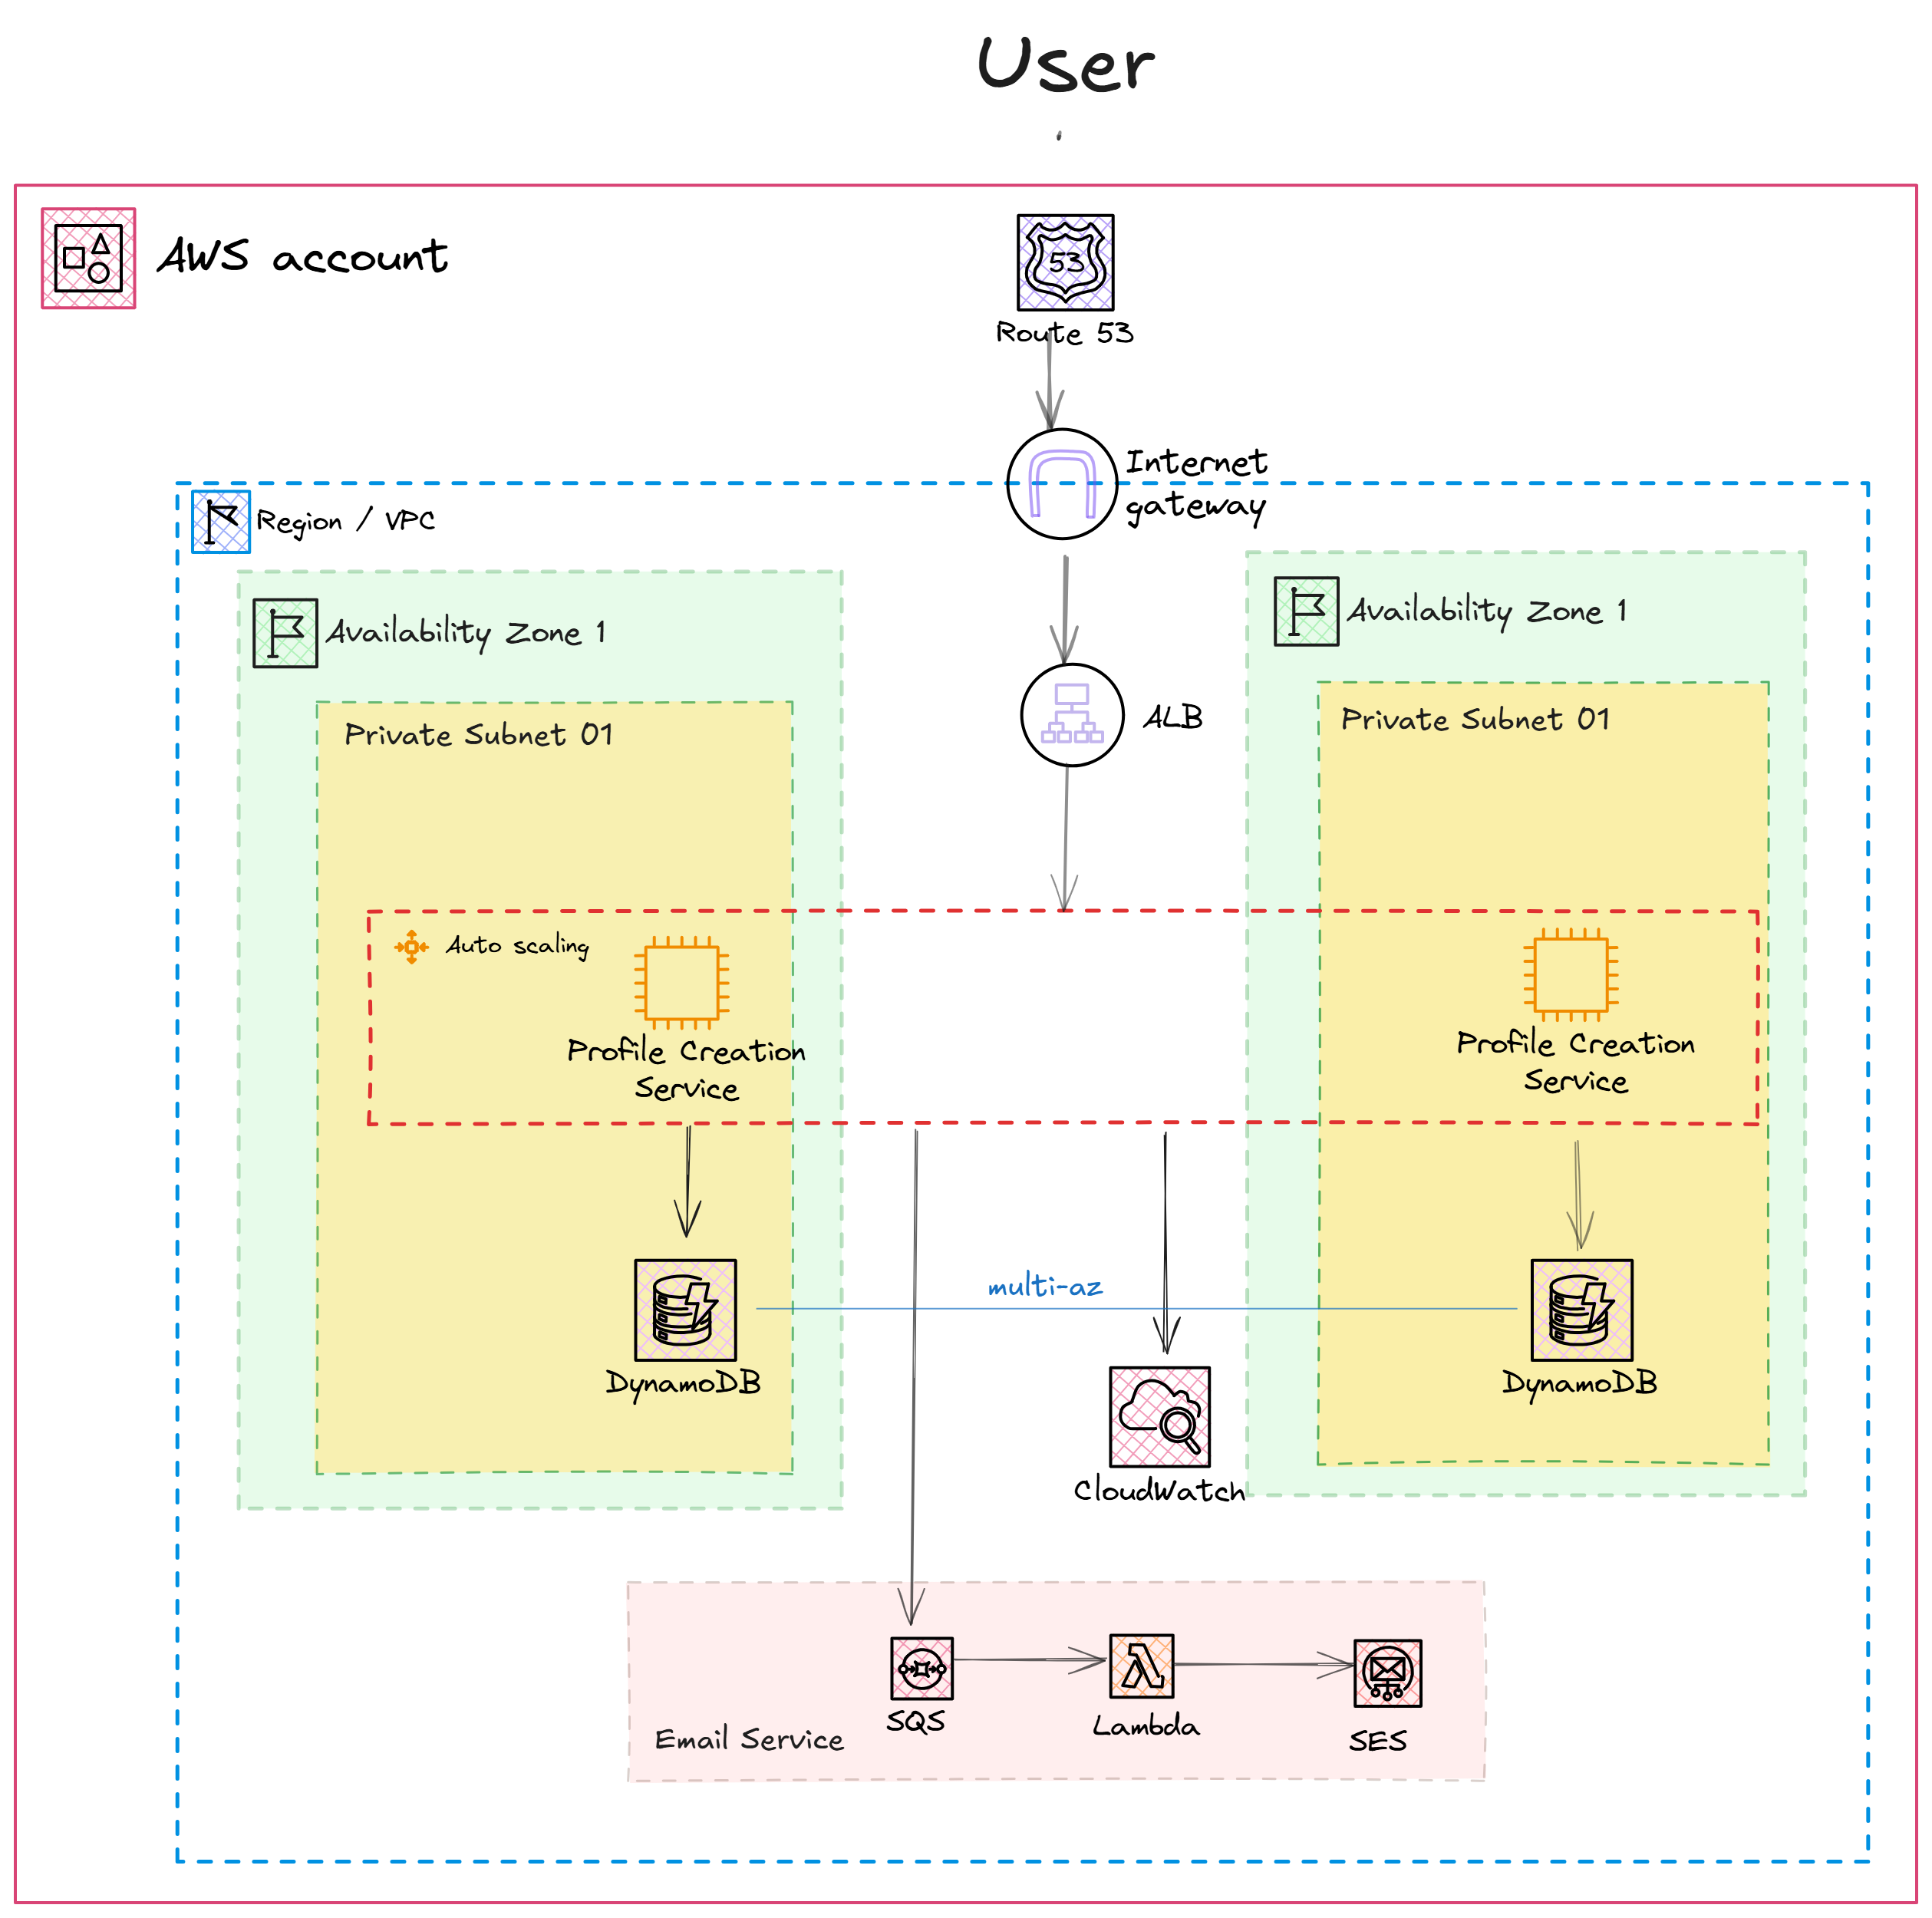 User
AWS account
53
Route 53
Internet
gateway
Region / VPC
Availability Zone 1
Availability Zone 1
Private Subnet 01
Private Subnet 01
ALB
Auto scaling
Profile Creation
Service
Profile Creation
Service
multi-az
DynamoDB
DynamoDB
CloudWatch
SQS
Lambda
SES
Email Service